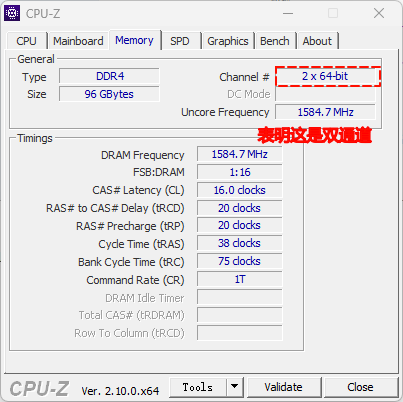 CPU-Z
CPU Mainboard Memory SPD Graphics Bench About
General
Type DDR4 Channel # 2 x 64-bit
Size 96 GBytes DC Mode
Uncore Frequency 1584.7 MHz
表明这是双通道
Timings
DRAM Frequency 1584.7 MHz
FSB:DRAM 1:16
CAS# Latency (CL) 16.0 clocks
RAS# to CAS# Delay (tRCD) 20 clocks
RAS# Precharge (tRP) 20 clocks
Cycle Time (tRAS) 38 clocks
Bank Cycle Time (tRC) 75 clocks
Command Rate (CR) 1T
DRAM Idle Timer
Total CAS# (tRDRAM)
Row To Column (tRCD)
CPU-Z Ver. 2.10.0.x64 Tools Validate Close